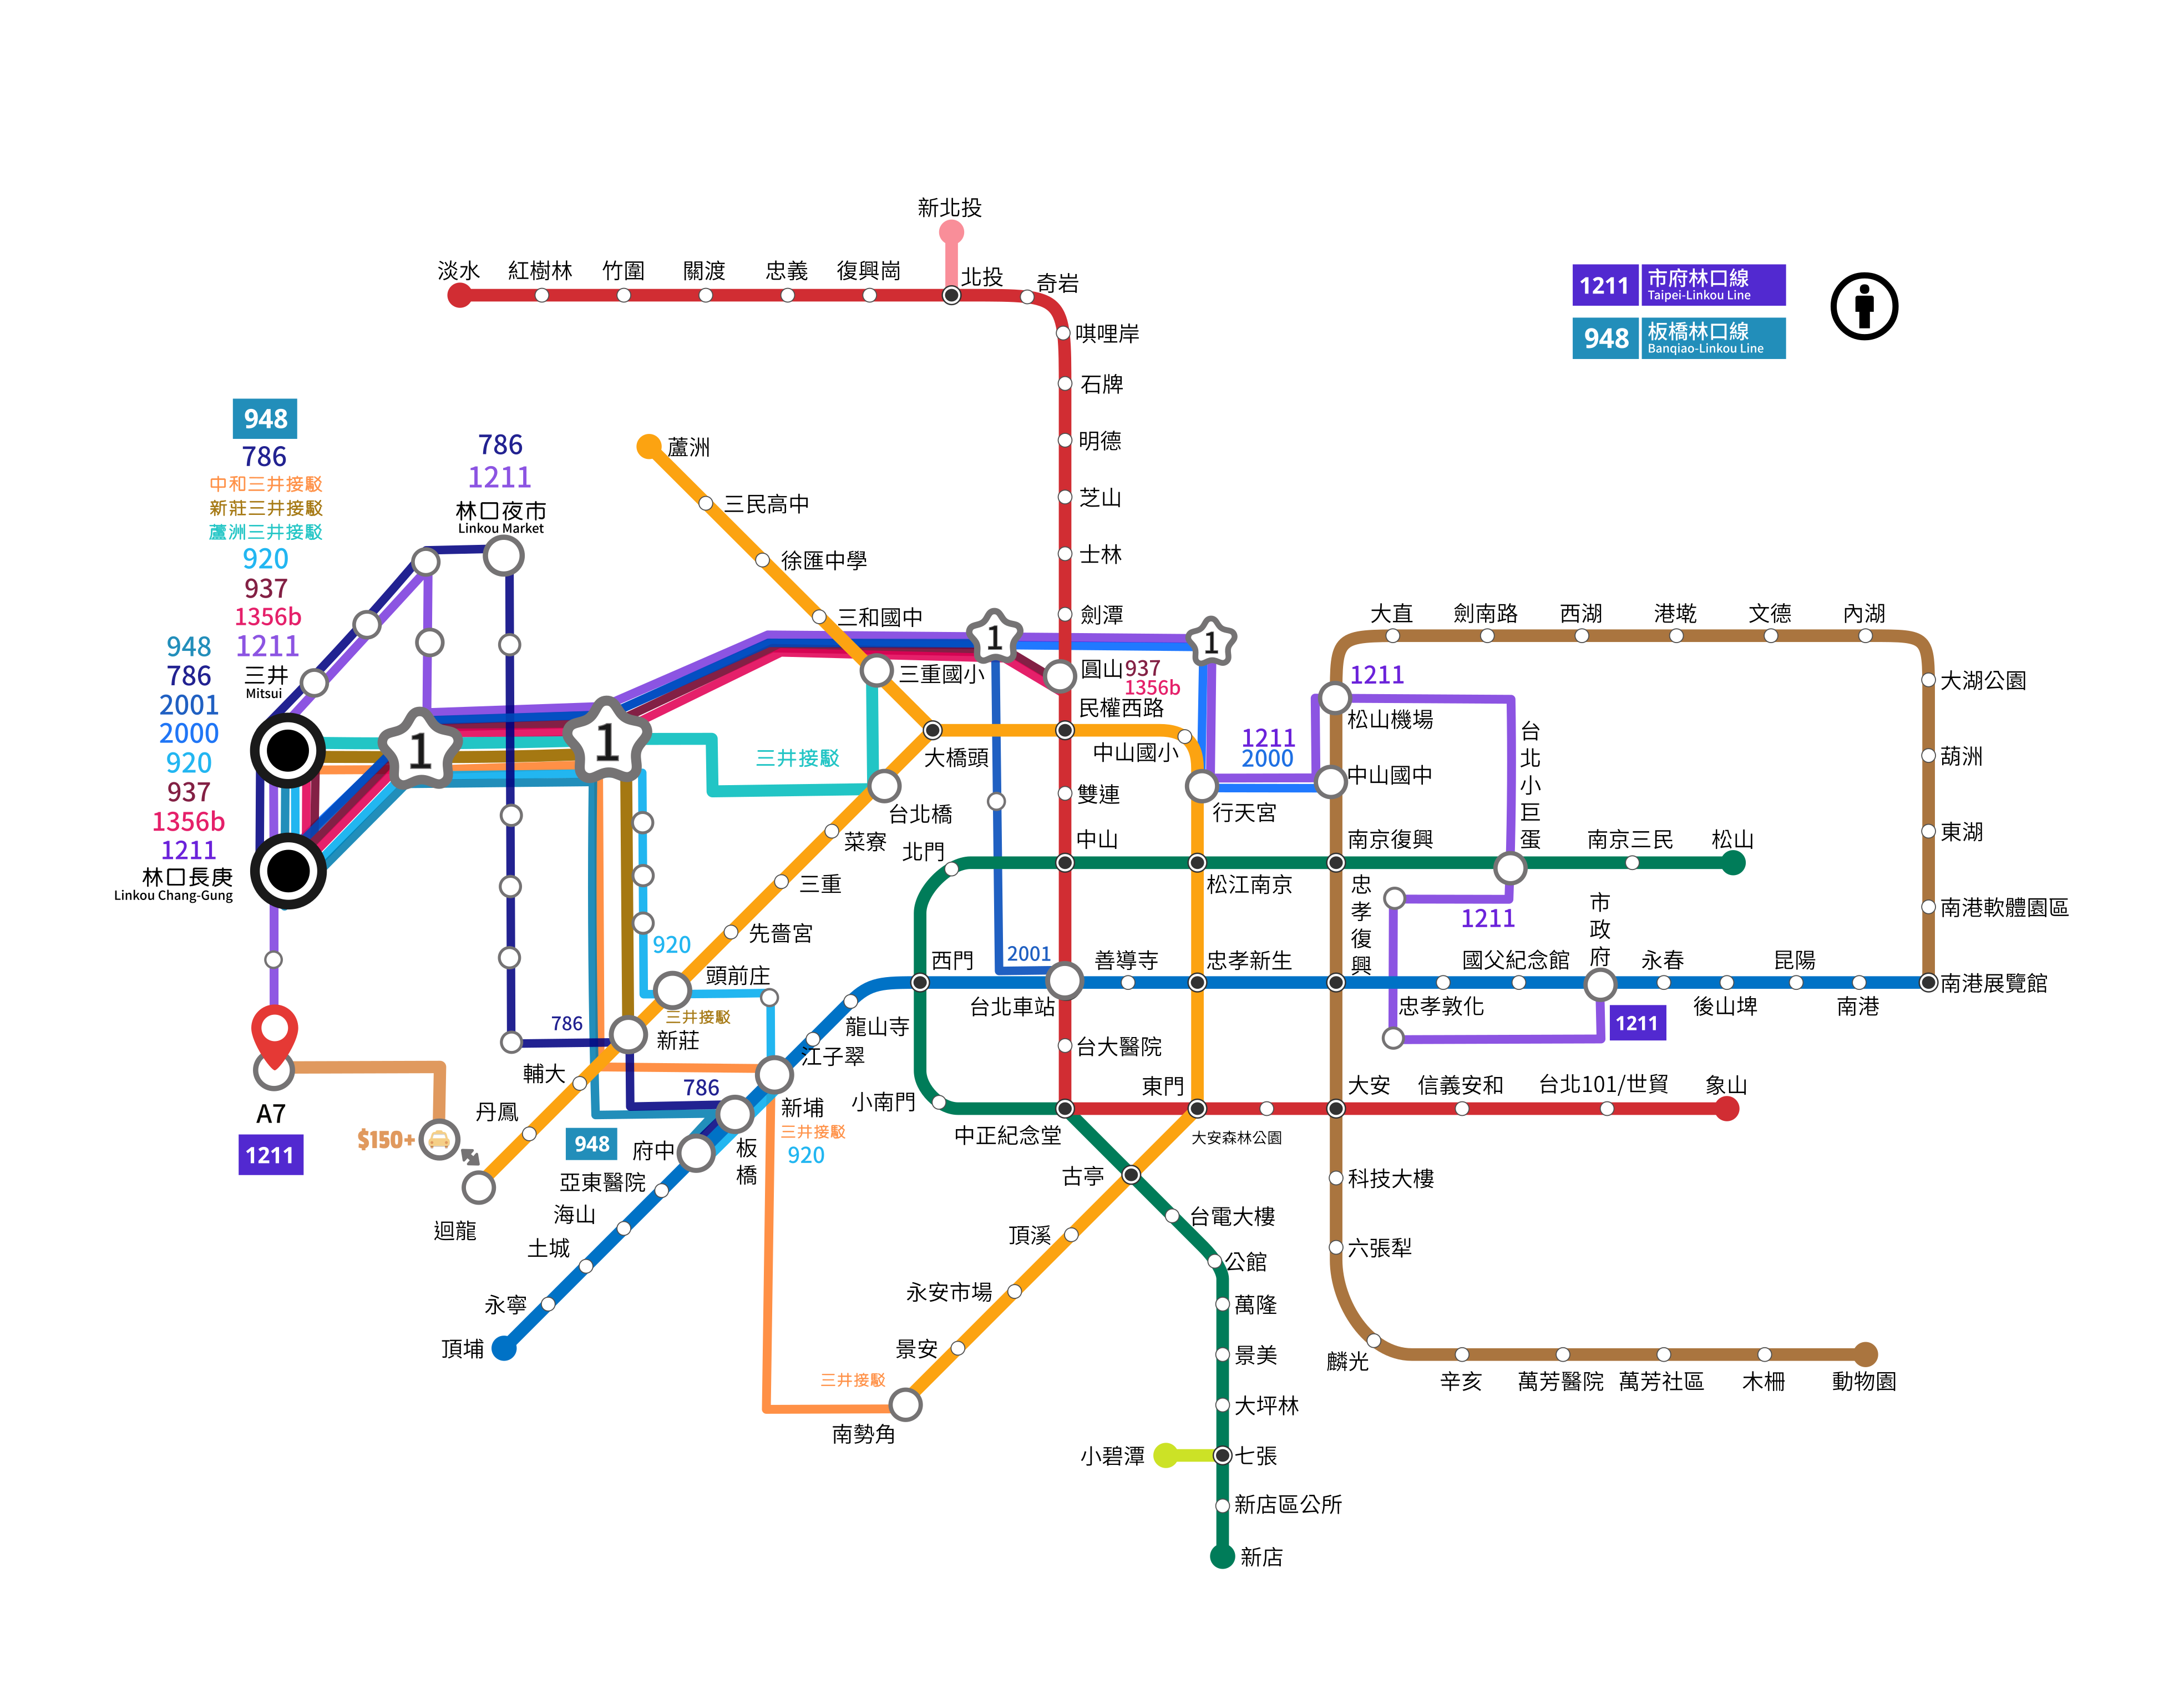 新北投
淡水
紅樹林
竹圍
關渡
忠義
復興崗
北投
奇岩
唭哩岸
石牌
明德
芝山
士林
劍潭
圓山
937
1356b
民權西路
雙連
中山
1211
市府林口線
Taipei-Linkou Line
948
板橋林口線
Banqiao-Linkou Line
948
786
中和三井接駁
新莊三井接駁
蘆洲三井接駁
920
937
1356b
1211
三井
Mitsui
786
1211
林口夜市
Linkou Market
948
786
2001
2000
920
937
1356b
1211
林口長庚
Linkou Chang-Gung
1
1
1
1
蘆洲
三民高中
徐匯中學
三和國中
三重國小
三井接駁
台北橋
大橋頭
菜寮
三重
先嗇宮
920
頭前庄
三井接駁
新莊
786
輔大
丹鳳
迴龍
$150+
A7
1211
中山國小
1211
2000
行天宮
1211
松山機場
中山國中
大直
劍南路
西湖
港墘
文德
內湖
大湖公園
葫洲
東湖
南港軟體園區
南港展覽館
台北小巨蛋
南京復興
南京三民
松山
松江南京
北門
1211
西門
2001
台北車站
善導寺
忠孝新生
忠孝復興
忠孝敦化
國父紀念館
市政府
1211
永春
後山埤
昆陽
南港
龍山寺
江子翠
新埔
三井接駁
920
786
948
板橋
府中
亞東醫院
海山
土城
永寧
頂埔
小南門
台大醫院
中正紀念堂
東門
大安森林公園
大安
信義安和
台北101/世貿
象山
古亭
頂溪
永安市場
景安
三井接駁
南勢角
台電大樓
公館
萬隆
景美
大坪林
小碧潭
七張
新店區公所
新店
科技大樓
六張犁
麟光
辛亥
萬芳醫院
萬芳社區
木柵
動物園